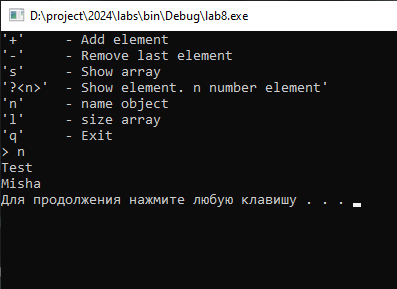 D:\project\2024\labs\bin\Debug\lab8.exe
'+' - Add element
'-' - Remove last element
's' - Show array
'?<n>' - Show element. n number element'
'n' - name object
'l' - size array
'q' - Exit
> n
Test
Misha
Для продолжения нажмите любую клавишу . . .